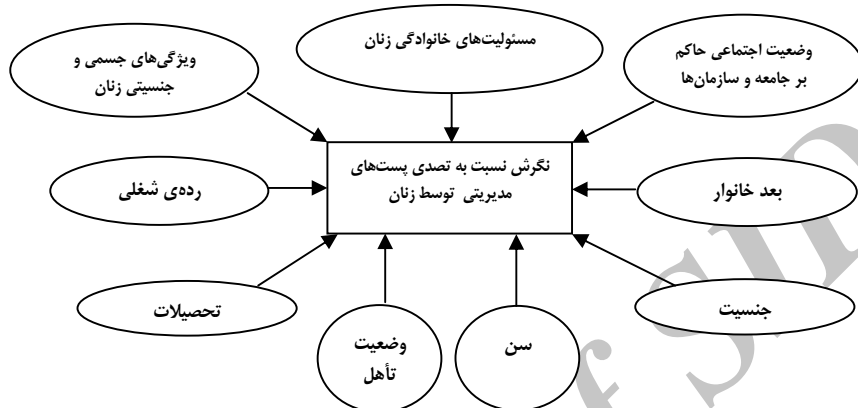 مسئولیت‌های خانوادگی زنان
وضعیت اجتماعی حاکم
بر جامعه و سازمان‌ها
ویژگی‌های جسمی و
جنسیتی زنان
نگرش نسبت به تصدی پست‌های
مدیریتی توسط زنان
بعد خانوار
رده‌ی شغلی
جنسیت
تحصیلات
سن
وضعیت
تأهل